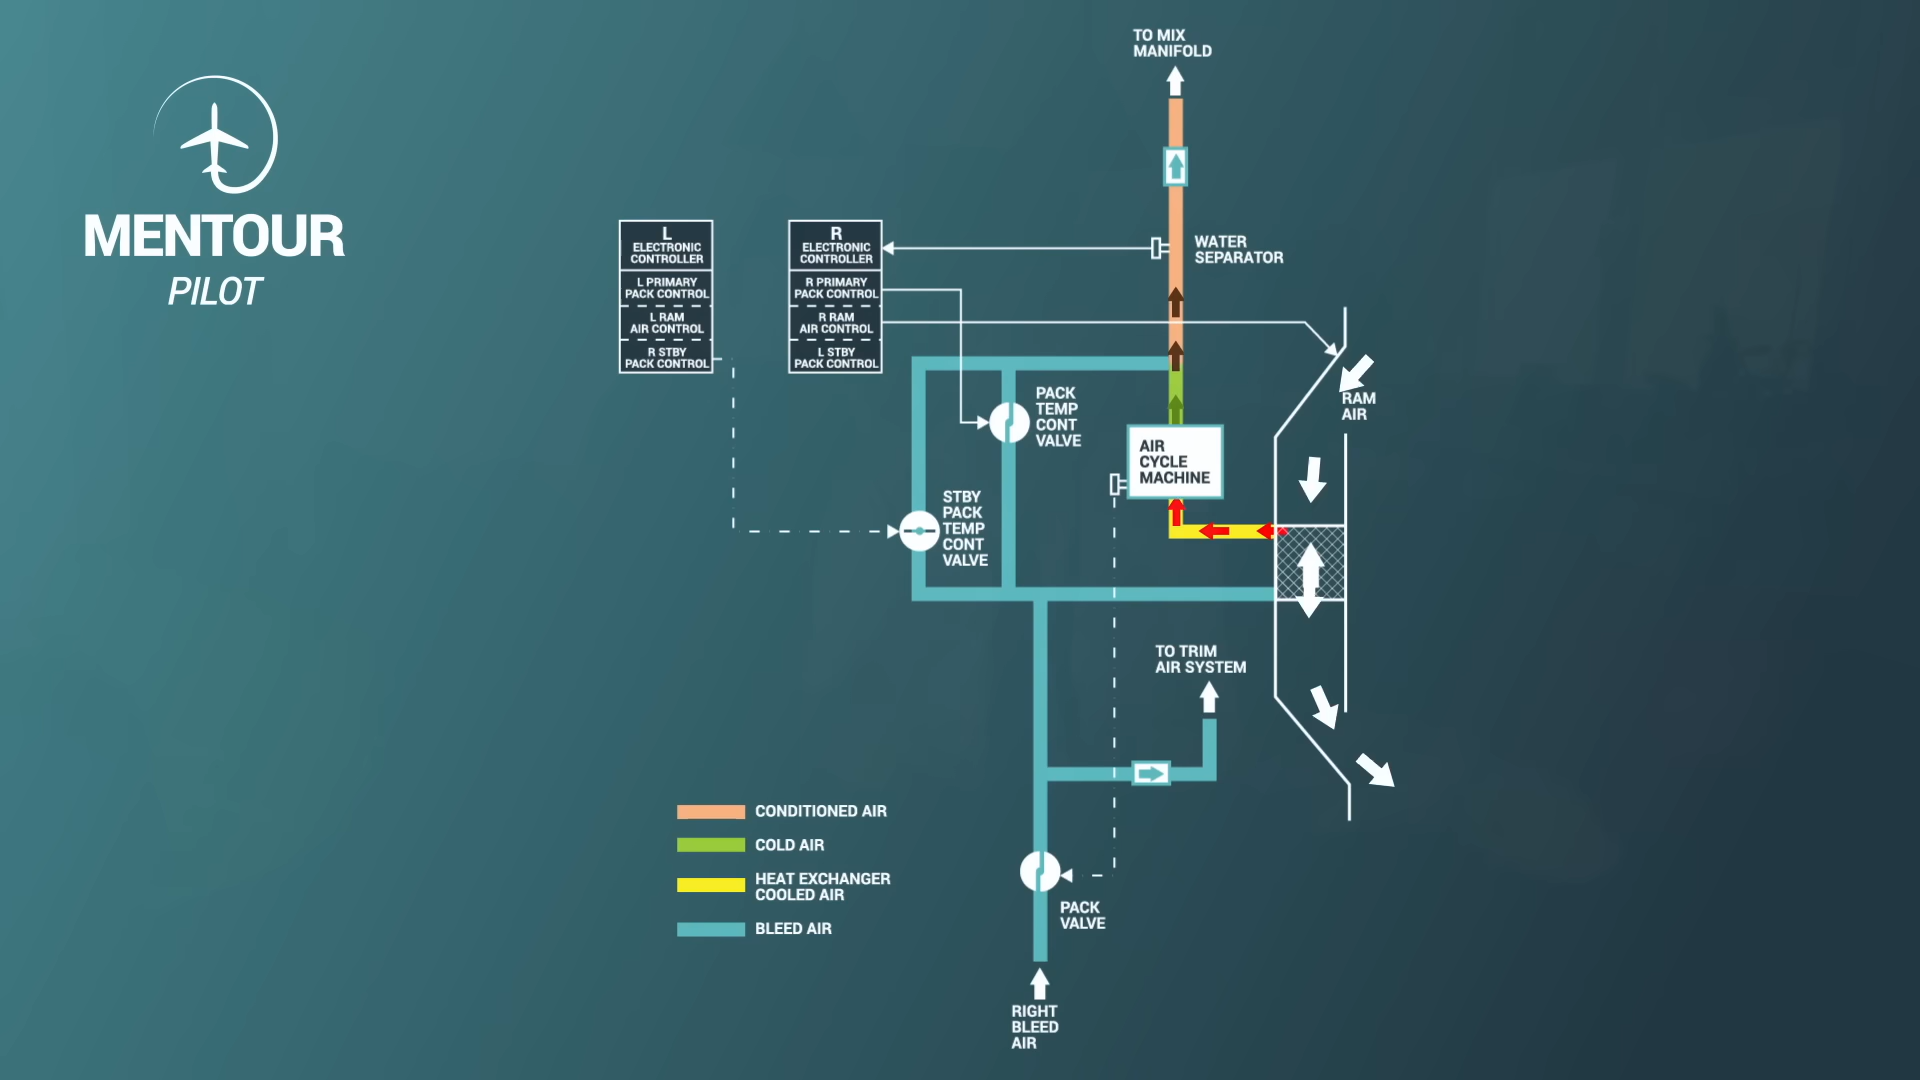 MENTOUR
PILOT
TO MIX
MANIFOLD
L
ELECTRONIC
CONTROLLER
L PRIMARY
PACK CONTROL
L RAM
AIR CONTROL
R STBY
PACK CONTROL
R
ELECTRONIC
CONTROLLER
R PRIMARY
PACK CONTROL
R RAM
AIR CONTROL
L STBY
PACK CONTROL
WATER
SEPARATOR
RAM
AIR
PACK
TEMP
CONT
VALVE
AIR
CYCLE
MACHINE
STBY
PACK
TEMP
CONT
VALVE
TO TRIM
AIR SYSTEM
CONDITIONED AIR
COLD AIR
HEAT EXCHANGER
COOLED AIR
BLEED AIR
PACK
VALVE
RIGHT
BLEED
AIR